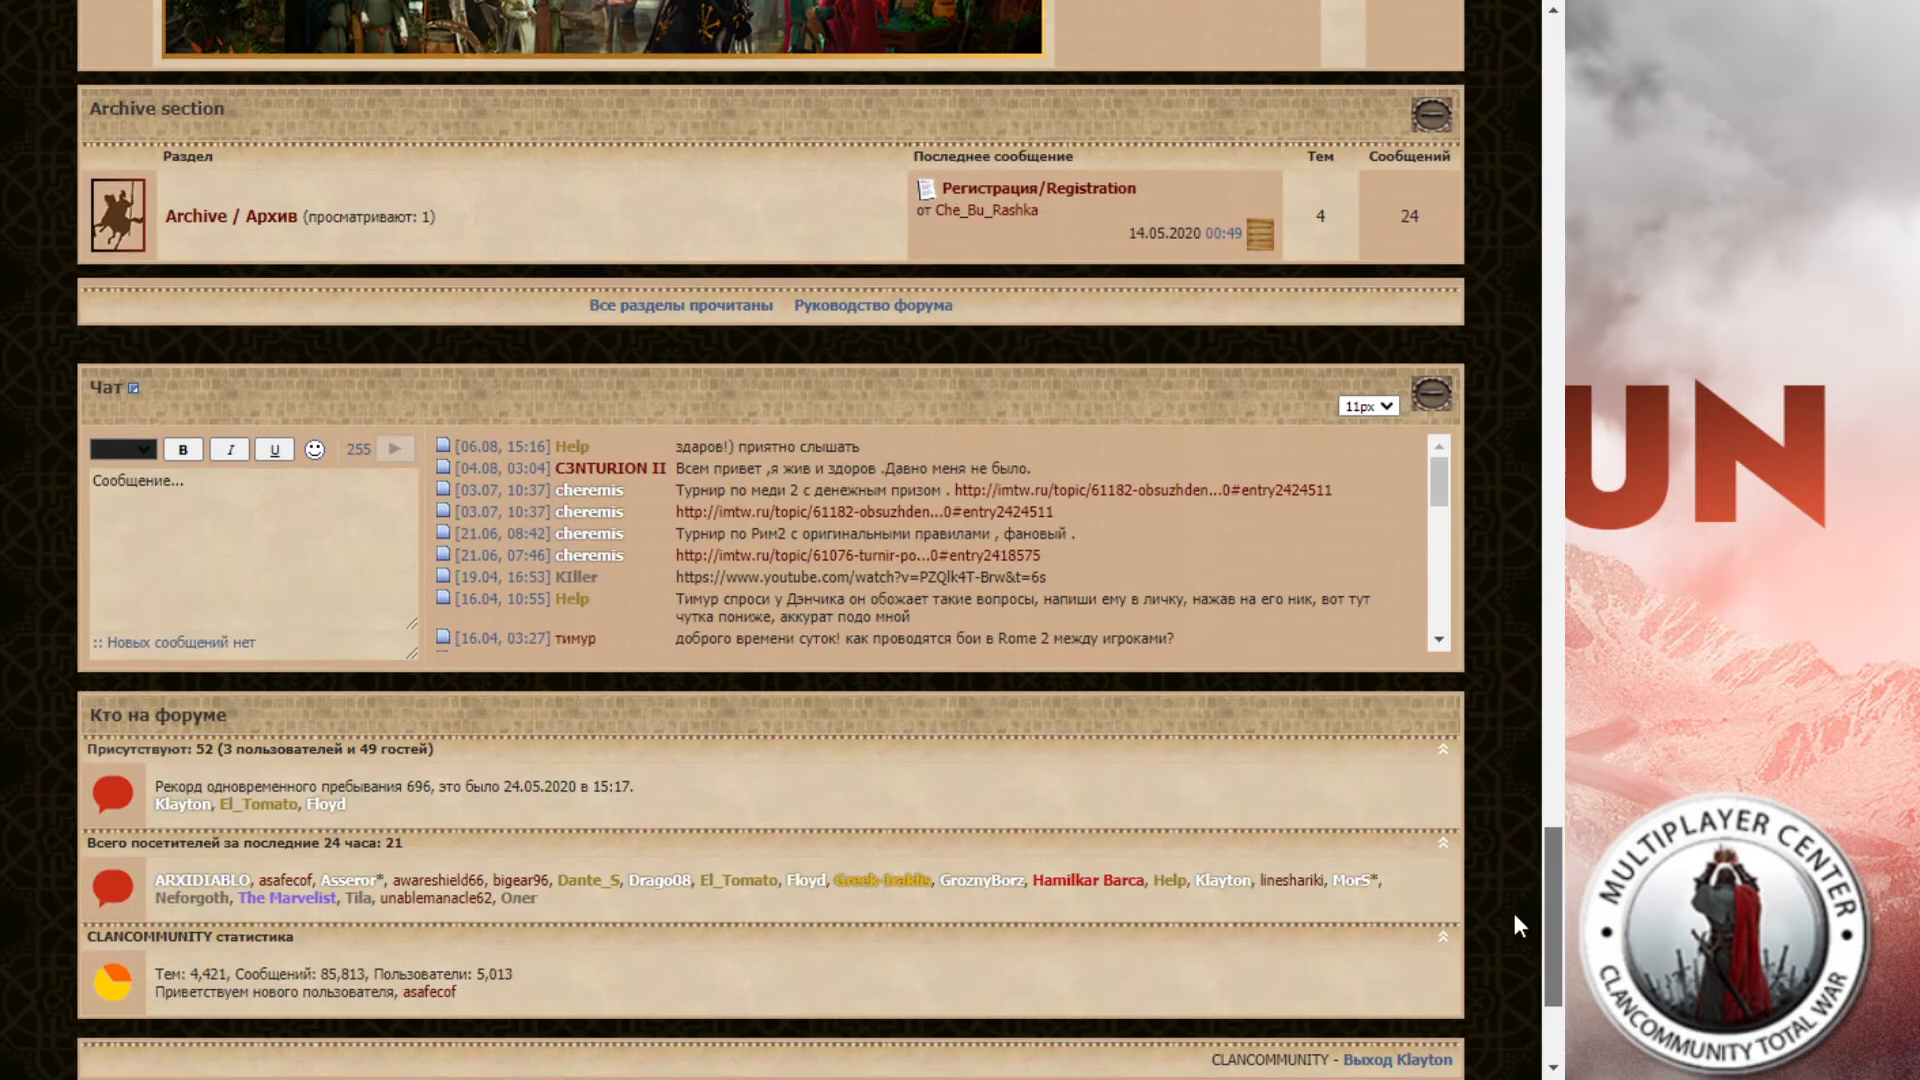 Archive section
Раздел
Последнее сообщение
Тем
Сообщений
Archive / Архив (просматривают: 1)
Регистрация/Registration
от Che_Bu_Rashka
14.05.2020 00:49
4
24
Все разделы прочитаны
Руководство форума
Чат
11px
B
I
U
255
Сообщение...
:: Новых сообщений нет
[06.08, 15:16] Help здаров!) приятно слышать
[04.08, 03:04] C3NTURION II Всем привет ,я жив и здоров .Давно меня не было.
[03.07, 10:37] cheremis Турнир по меди 2 с денежным призом . http://imtw.ru/topic/61182-obsuzhden...0#entry2424511
[03.07, 10:37] cheremis http://imtw.ru/topic/61182-obsuzhden...0#entry2424511
[21.06, 08:42] cheremis Турнир по Рим2 с оригинальными правилами , фановый .
[21.06, 07:46] cheremis http://imtw.ru/topic/61076-turnir-po...0#entry2418575
[19.04, 16:53] KIller https://www.youtube.com/watch?v=PZQlk4T-Brw&t=6s
[16.04, 10:55] Help Тимур спроси у Дэнчика он обожает такие вопросы, напиши ему в личку, нажав на его ник, вот тут
чутка пониже, аккурат подо мной
[16.04, 03:27] тимур доброго времени суток! как проводятся бои в Rome 2 между игроками?
Кто на форуме
Присутствуют: 52 (3 пользователей и 49 гостей)
Рекорд одновременного пребывания 696, это было 24.05.2020 в 15:17.
Klayton, El_Tomato, Floyd
Всего посетителей за последние 24 часа: 21
ARXIDIABLO, asafecof, Asseror*, awareshield66, bigear96, Dante_S, Drago08, El_Tomato, Floyd, Greek-Iraklis, GroznyBorz, Hamilkar Barca, Help, Klayton, lineshariki, MorS*,
Neforgoth, The Marvelist, Tila, unablemanacle62, Олег
CLANCOMMUNITY статистика
Тем: 4,421, Сообщений: 85,813, Пользователи: 5,013
Приветствуем нового пользователя, asafecof
CLANCOMMUNITY - Выход Klayton
UN
MULTIPLAYER CENTER
CLANCOMMUNITY TOTAL WAR